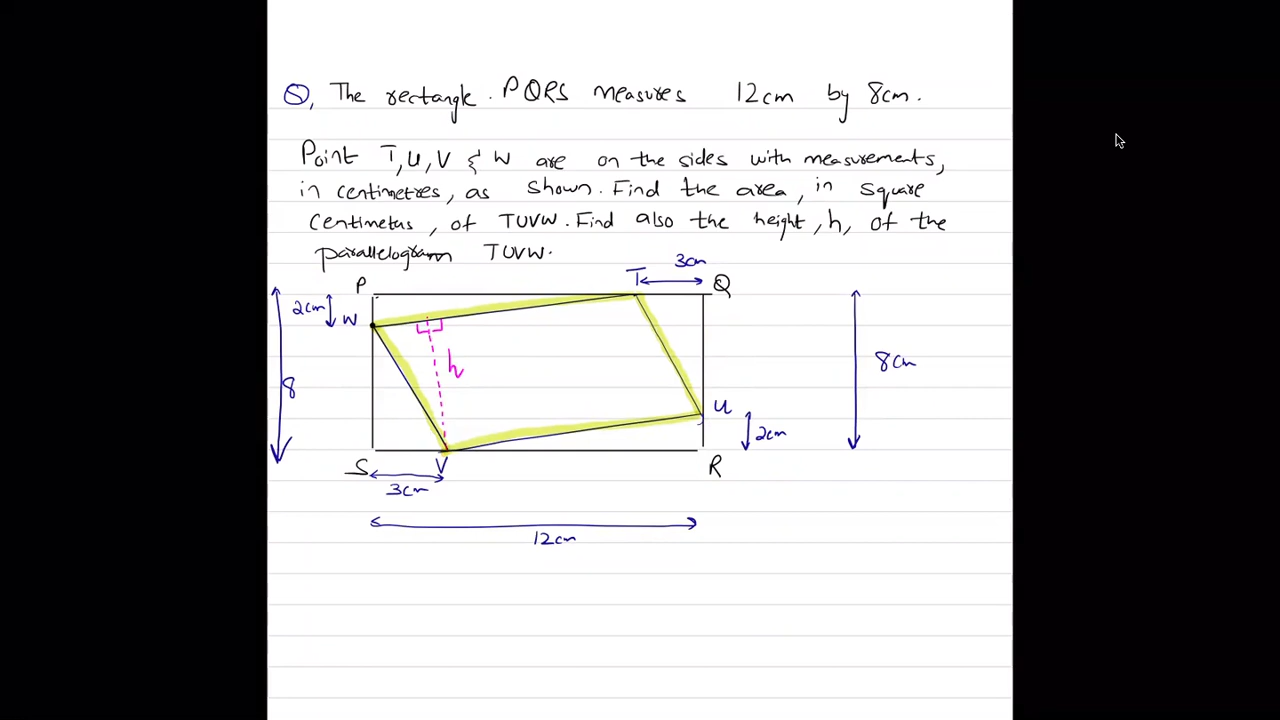 Q, The rectangle. PQRS measures 12cm by 8cm.
Point T, U, V & W are on the sides with measurements,
in centimetres, as shown. Find the area, in square
Centimetus, of TUVW. Find also the height, h, of the
parallelogram TUVW.
T 3cm
P Q
2cm
W
h
8cm
8
U
2cm
S V R
3cm
12cm